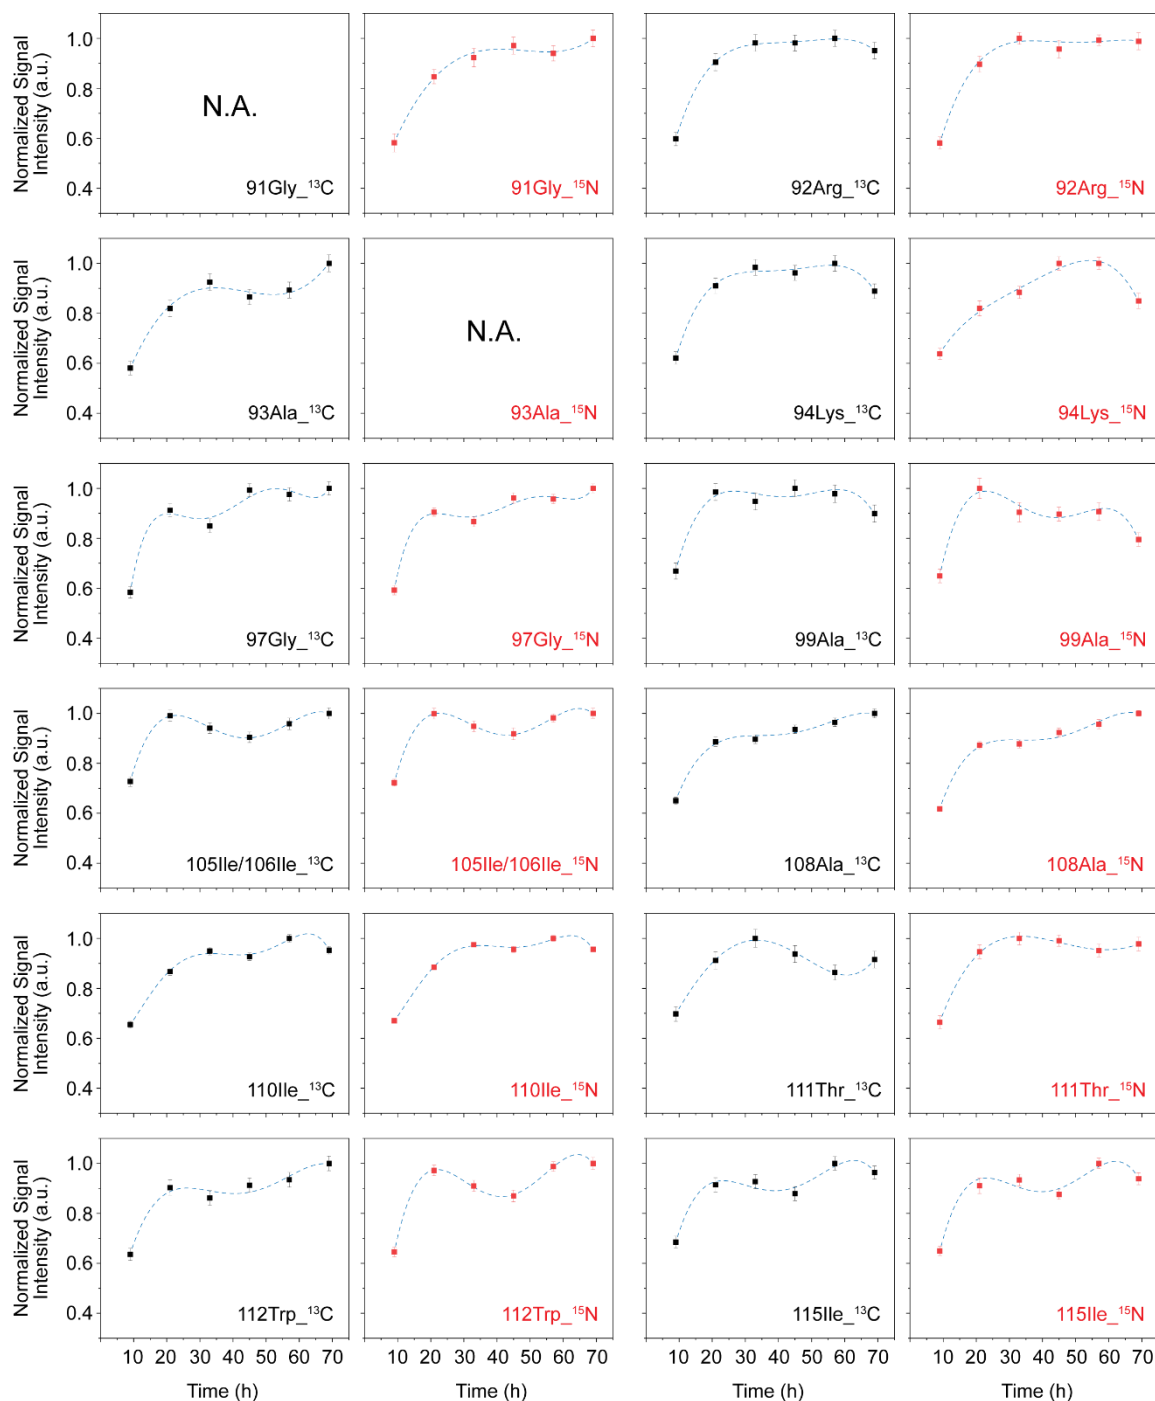 Normalized Signal
Intensity (a.u.)
1.0
0.8
0.6
0.4
N.A.
91Gly_¹³C
91Gly_¹⁵N
92Arg_¹³C
92Arg_¹⁵N
Normalized Signal
Intensity (a.u.)
1.0
0.8
0.6
0.4
93Ala_¹³C
N.A.
93Ala_¹⁵N
94Lys_¹³C
94Lys_¹⁵N
Normalized Signal
Intensity (a.u.)
1.0
0.8
0.6
0.4
97Gly_¹³C
97Gly_¹⁵N
99Ala_¹³C
99Ala_¹⁵N
Normalized Signal
Intensity (a.u.)
1.0
0.8
0.6
0.4
105Ile/106Ile_¹³C
105Ile/106Ile_¹⁵N
108Ala_¹³C
108Ala_¹⁵N
Normalized Signal
Intensity (a.u.)
1.0
0.8
0.6
0.4
110Ile_¹³C
110Ile_¹⁵N
111Thr_¹³C
111Thr_¹⁵N
Normalized Signal
Intensity (a.u.)
1.0
0.8
0.6
0.4
112Trp_¹³C
112Trp_¹⁵N
115Ile_¹³C
115Ile_¹⁵N
10 20 30 40 50 60 70
10 20 30 40 50 60 70
10 20 30 40 50 60 70
10 20 30 40 50 60 70
Time (h)
Time (h)
Time (h)
Time (h)